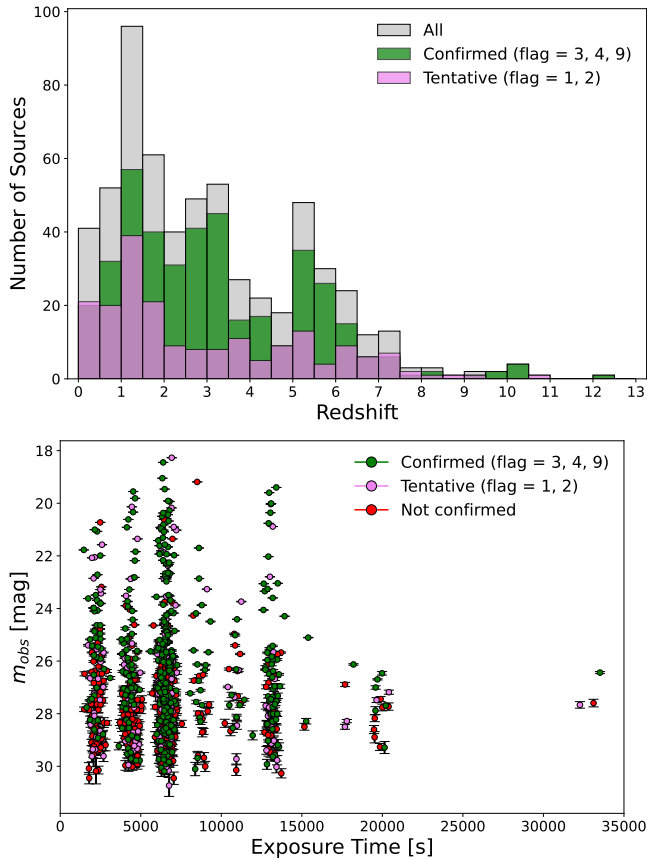 All
Confirmed (flag = 3, 4, 9)
Tentative (flag = 1, 2)
Number of Sources
100
80
60
40
20
0
0 1 2 3 4 5 6 7 8 9 10 11 12 13
Redshift
Confirmed (flag = 3, 4, 9)
Tentative (flag = 1, 2)
Not confirmed
m_obs [mag]
18
20
22
24
26
28
30
0 5000 10000 15000 20000 25000 30000 35000
Exposure Time [s]